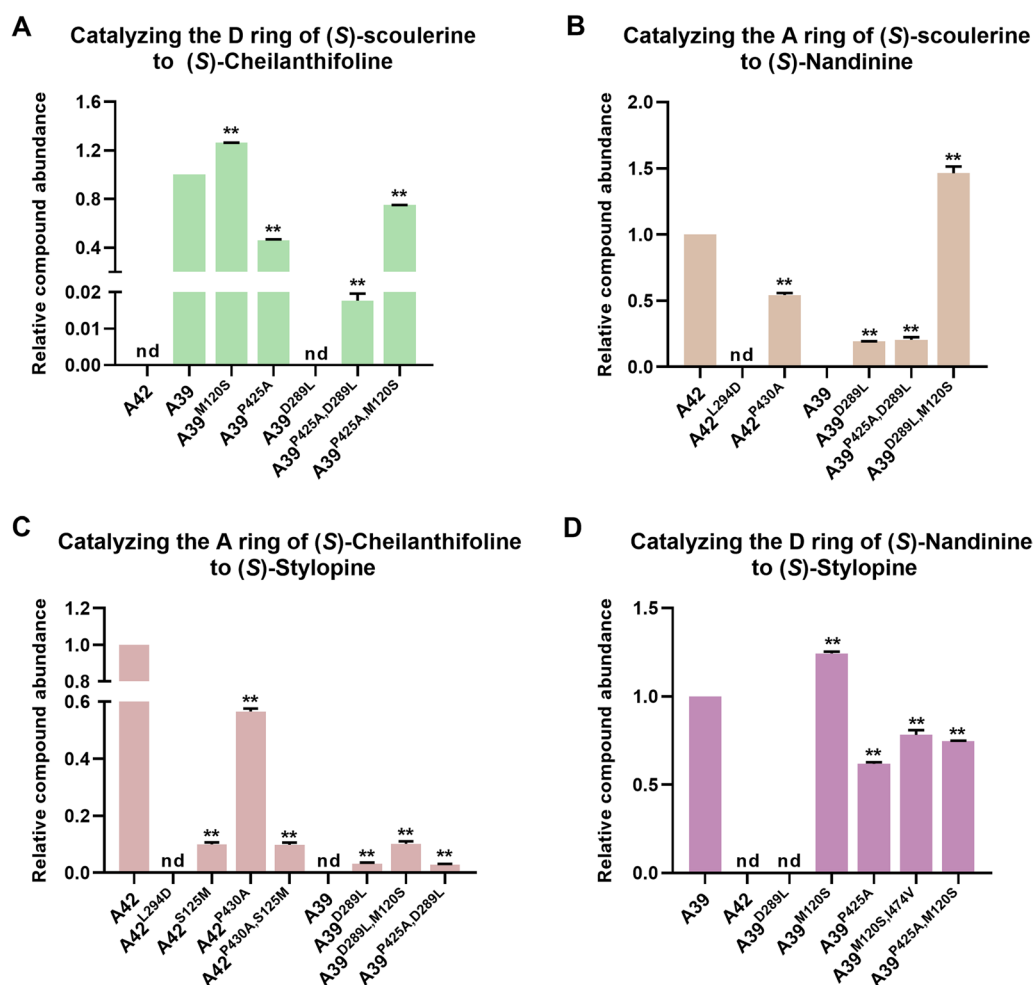 A
Catalyzing the D ring of (S)-scoulerine
to (S)-Cheilanthifoline
Relative compound abundance
1.6
1.2
0.8
0.4
0.02
0.01
0.00
nd
**
**
nd
**
**
A42
A39
A39M120S
A39P425A
A39D289L
A39P425A,D289L
A39P425A,M120S
B
Catalyzing the A ring of (S)-scoulerine
to (S)-Nandinine
Relative compound abundance
2.0
1.5
1.0
0.5
0.0
nd
**
**
**
**
A42
A42L294D
A42P430A
A39
A39D289L
A39P425A,D289L
A39D289L,M120S
C
Catalyzing the A ring of (S)-Cheilanthifoline
to (S)-Stylopine
Relative compound abundance
1.2
1.0
0.8
0.6
0.4
0.2
0.0
nd
**
**
**
nd
**
**
**
A42
A42L294D
A42S125M
A42P430A
A42P430A,S125M
A39
A39D289L
A39D289L,M120S
A39P425A,D289L
D
Catalyzing the D ring of (S)-Nandinine
to (S)-Stylopine
Relative compound abundance
1.5
1.0
0.5
0.0
nd
nd
**
**
**
**
A39
A42
A39D289L
A39M120S
A39P425A
A39M120S,I474V
A39P425A,M120S